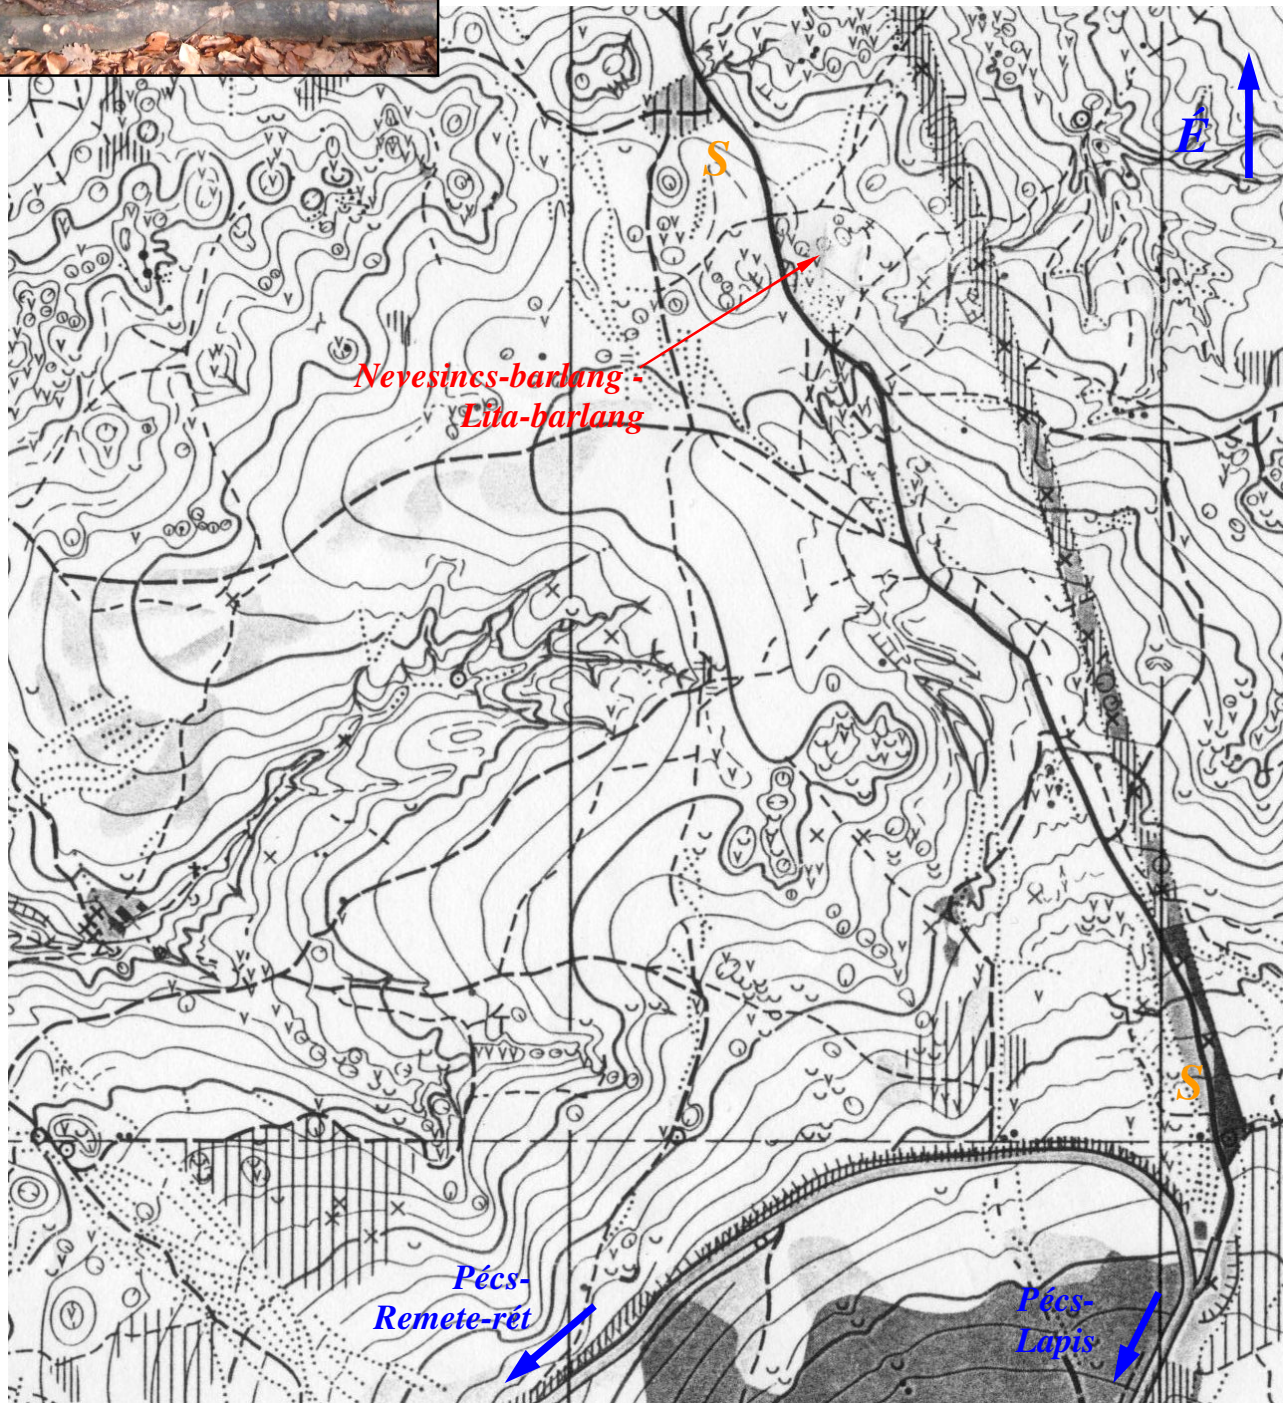 É
S
Nevesincs-barlang -
Lita-barlang
S
Pécs-
Remete-rét
Pécs-
Lapis